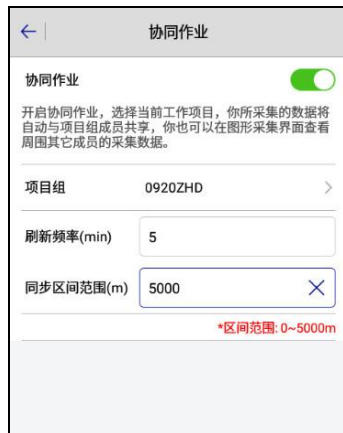 协同作业
协同作业
开启协同作业，选择当前工作项目，你所采集的数据将
自动与项目组成员共享，你也可以在图形采集界面查看
周围其它成员的采集数据。
项目组 0920ZHD
刷新频率(min) 5
同步区间范围(m) 5000
*区间范围: 0~5000m